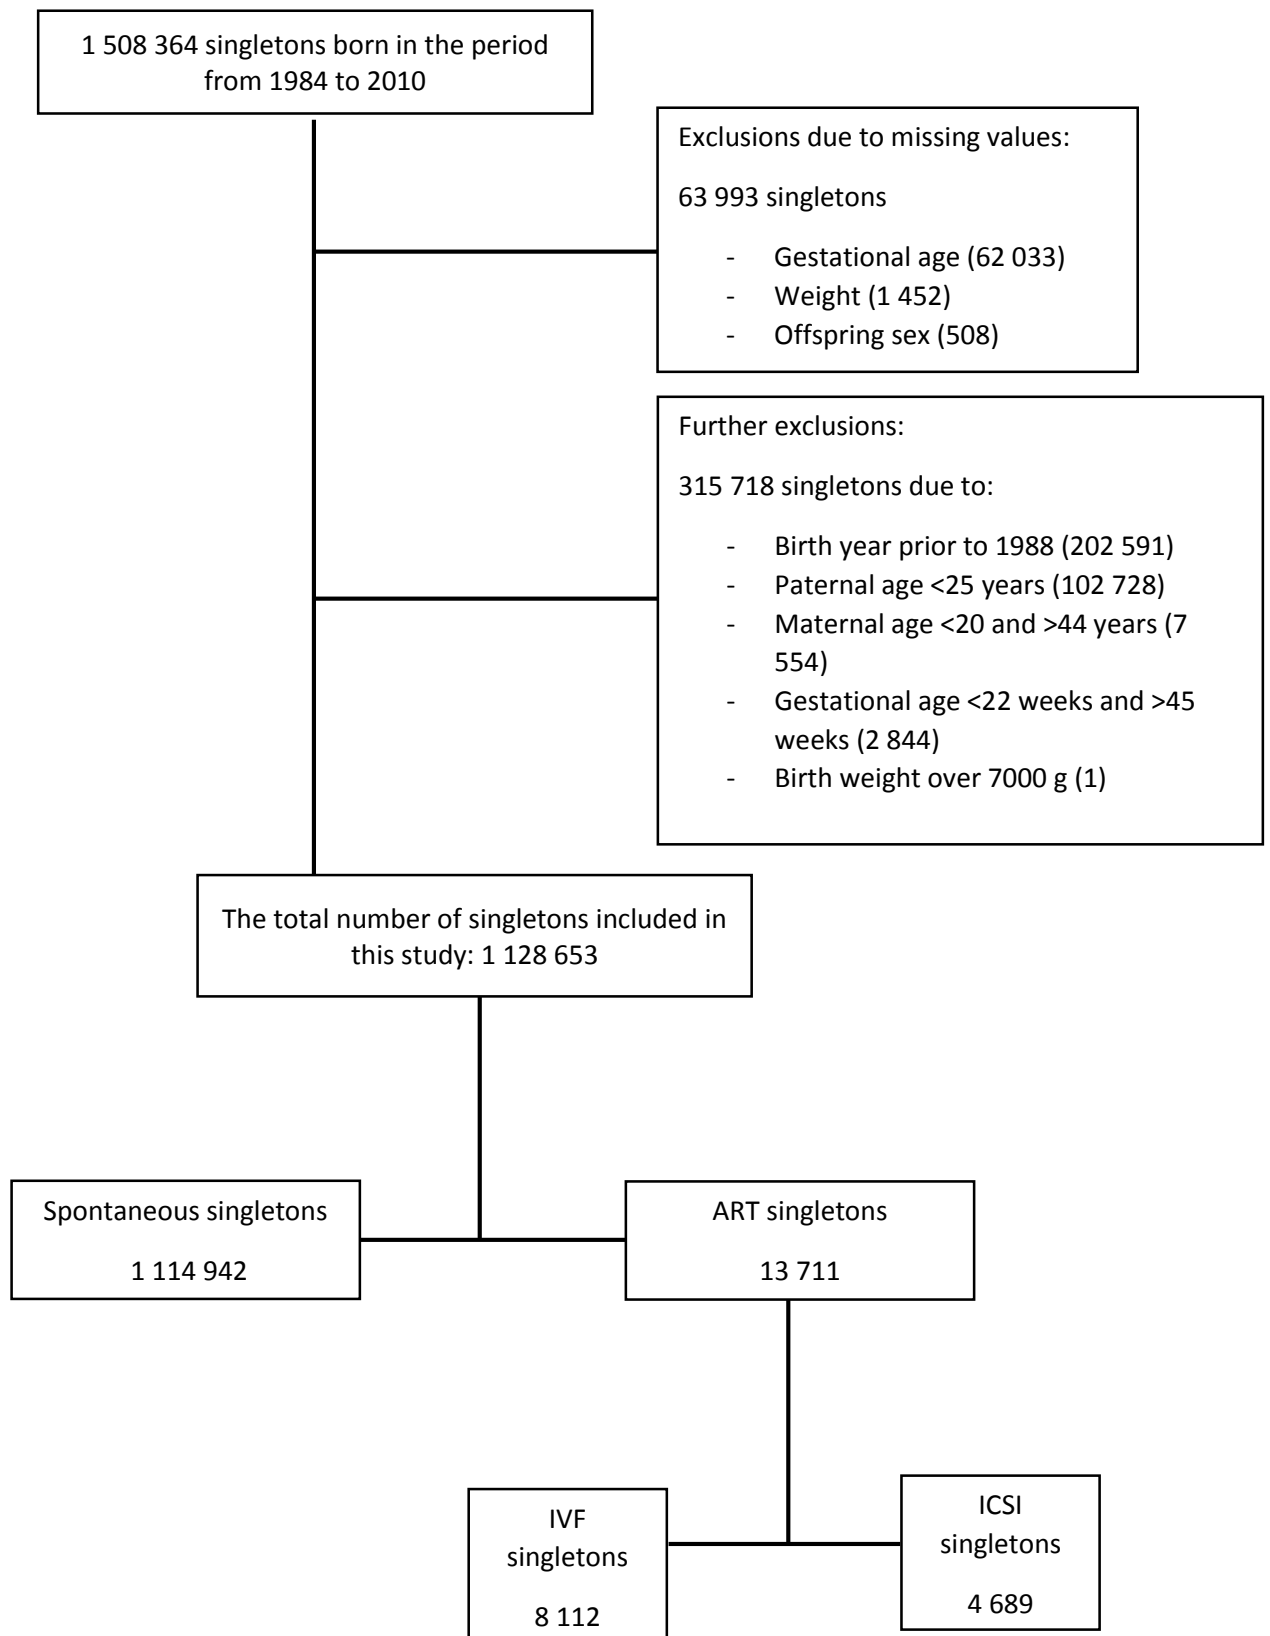 1 508 364 singletons born in the period
from 1984 to 2010
Exclusions due to missing values:
63 993 singletons
- Gestational age (62 033)
- Weight (1 452)
- Offspring sex (508)
Further exclusions:
315 718 singletons due to:
- Birth year prior to 1988 (202 591)
- Paternal age <25 years (102 728)
- Maternal age <20 and >44 years (7
554)
- Gestational age <22 weeks and >45
weeks (2 844)
- Birth weight over 7000 g (1)
The total number of singletons included in
this study: 1 128 653
Spontaneous singletons
1 114 942
ART singletons
13 711
IVF
singletons
8 112
ICSI
singletons
4 689